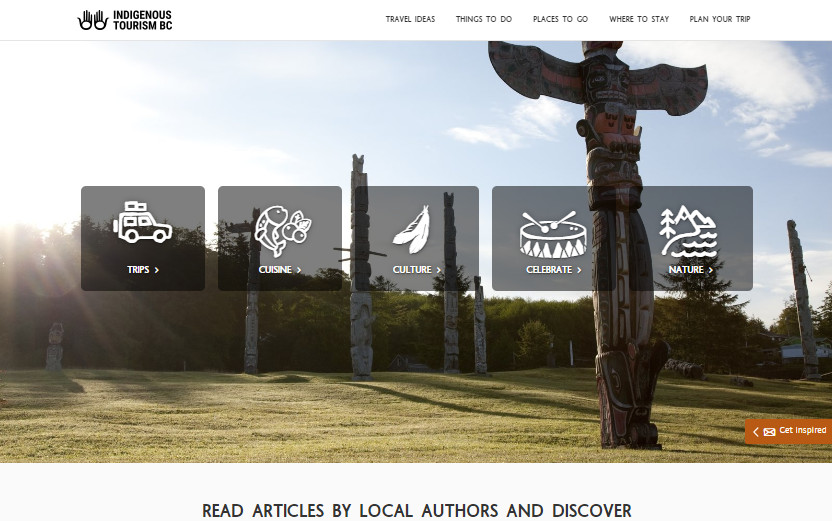 INDIGENOUS
TOURISM BC
TRAVEL IDEAS
THINGS TO DO
PLACES TO GO
WHERE TO STAY
PLAN YOUR TRIP
TRIPS
CUISINE
CULTURE
CELEBRATE
NATURE
Get Inspired
READ ARTICLES BY LOCAL AUTHORS AND DISCOVER